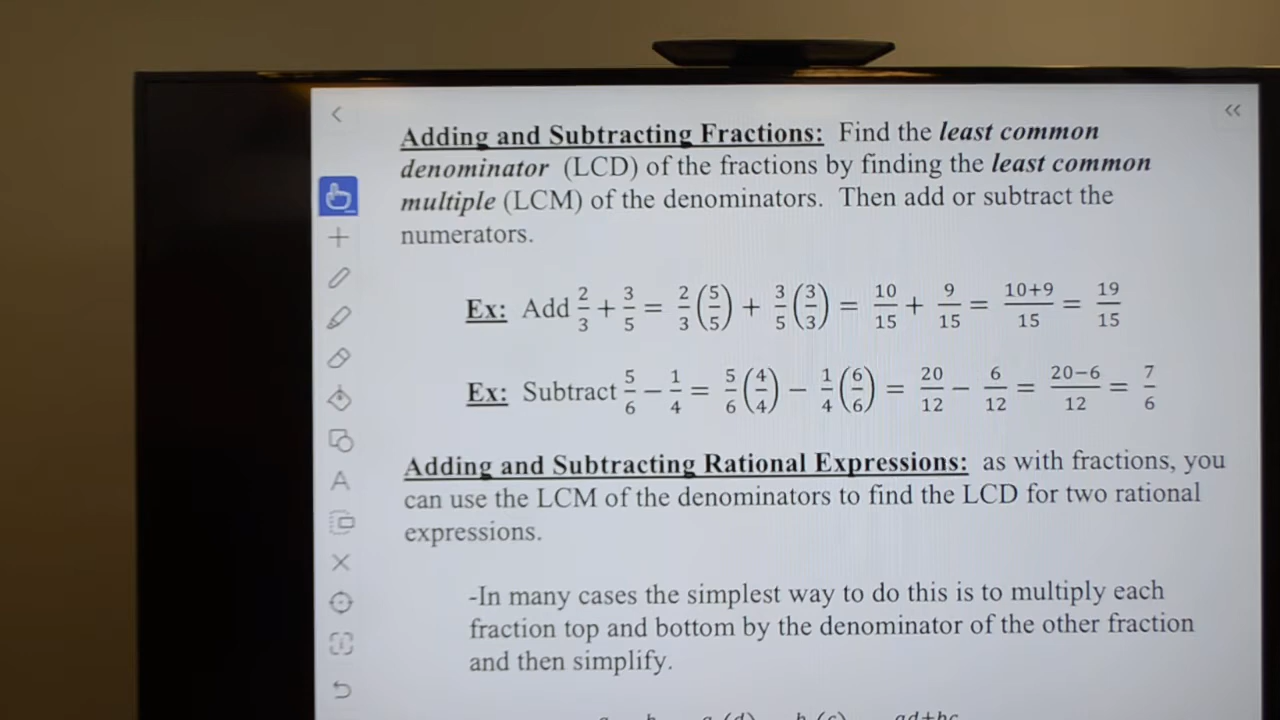 Adding and Subtracting Fractions: Find the least common
denominator (LCD) of the fractions by finding the least common
multiple (LCM) of the denominators. Then add or subtract the
numerators.
Ex: Add 2/3 + 3/5 = 2/3 (5/5) + 3/5 (3/3) = 10/15 + 9/15 = 10+9/15 = 19/15
Ex: Subtract 5/6 − 1/4 = 5/6 (4/4) − 1/4 (6/6) = 20/12 − 6/12 = 20−6/12 = 7/6
Adding and Subtracting Rational Expressions: as with fractions, you
can use the LCM of the denominators to find the LCD for two rational
expressions.
-In many cases the simplest way to do this is to multiply each
fraction top and bottom by the denominator of the other fraction
and then simplify.